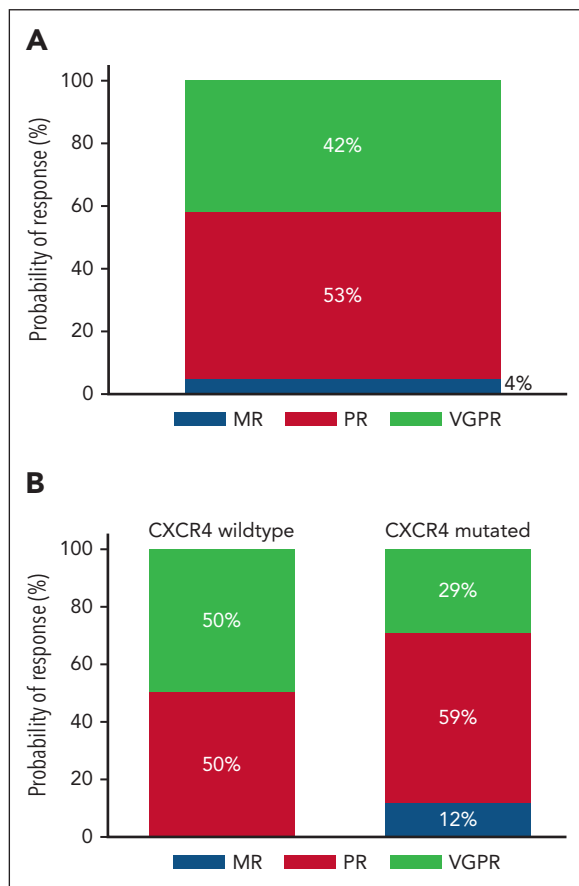 A
Probability of response (%)
100
80
60
40
20
0
42%
53%
4%
MR PR VGPR
B
CXCR4 wildtype CXCR4 mutated
Probability of response (%)
100
80
60
40
20
0
50% 29%
50% 59%
12%
MR PR VGPR